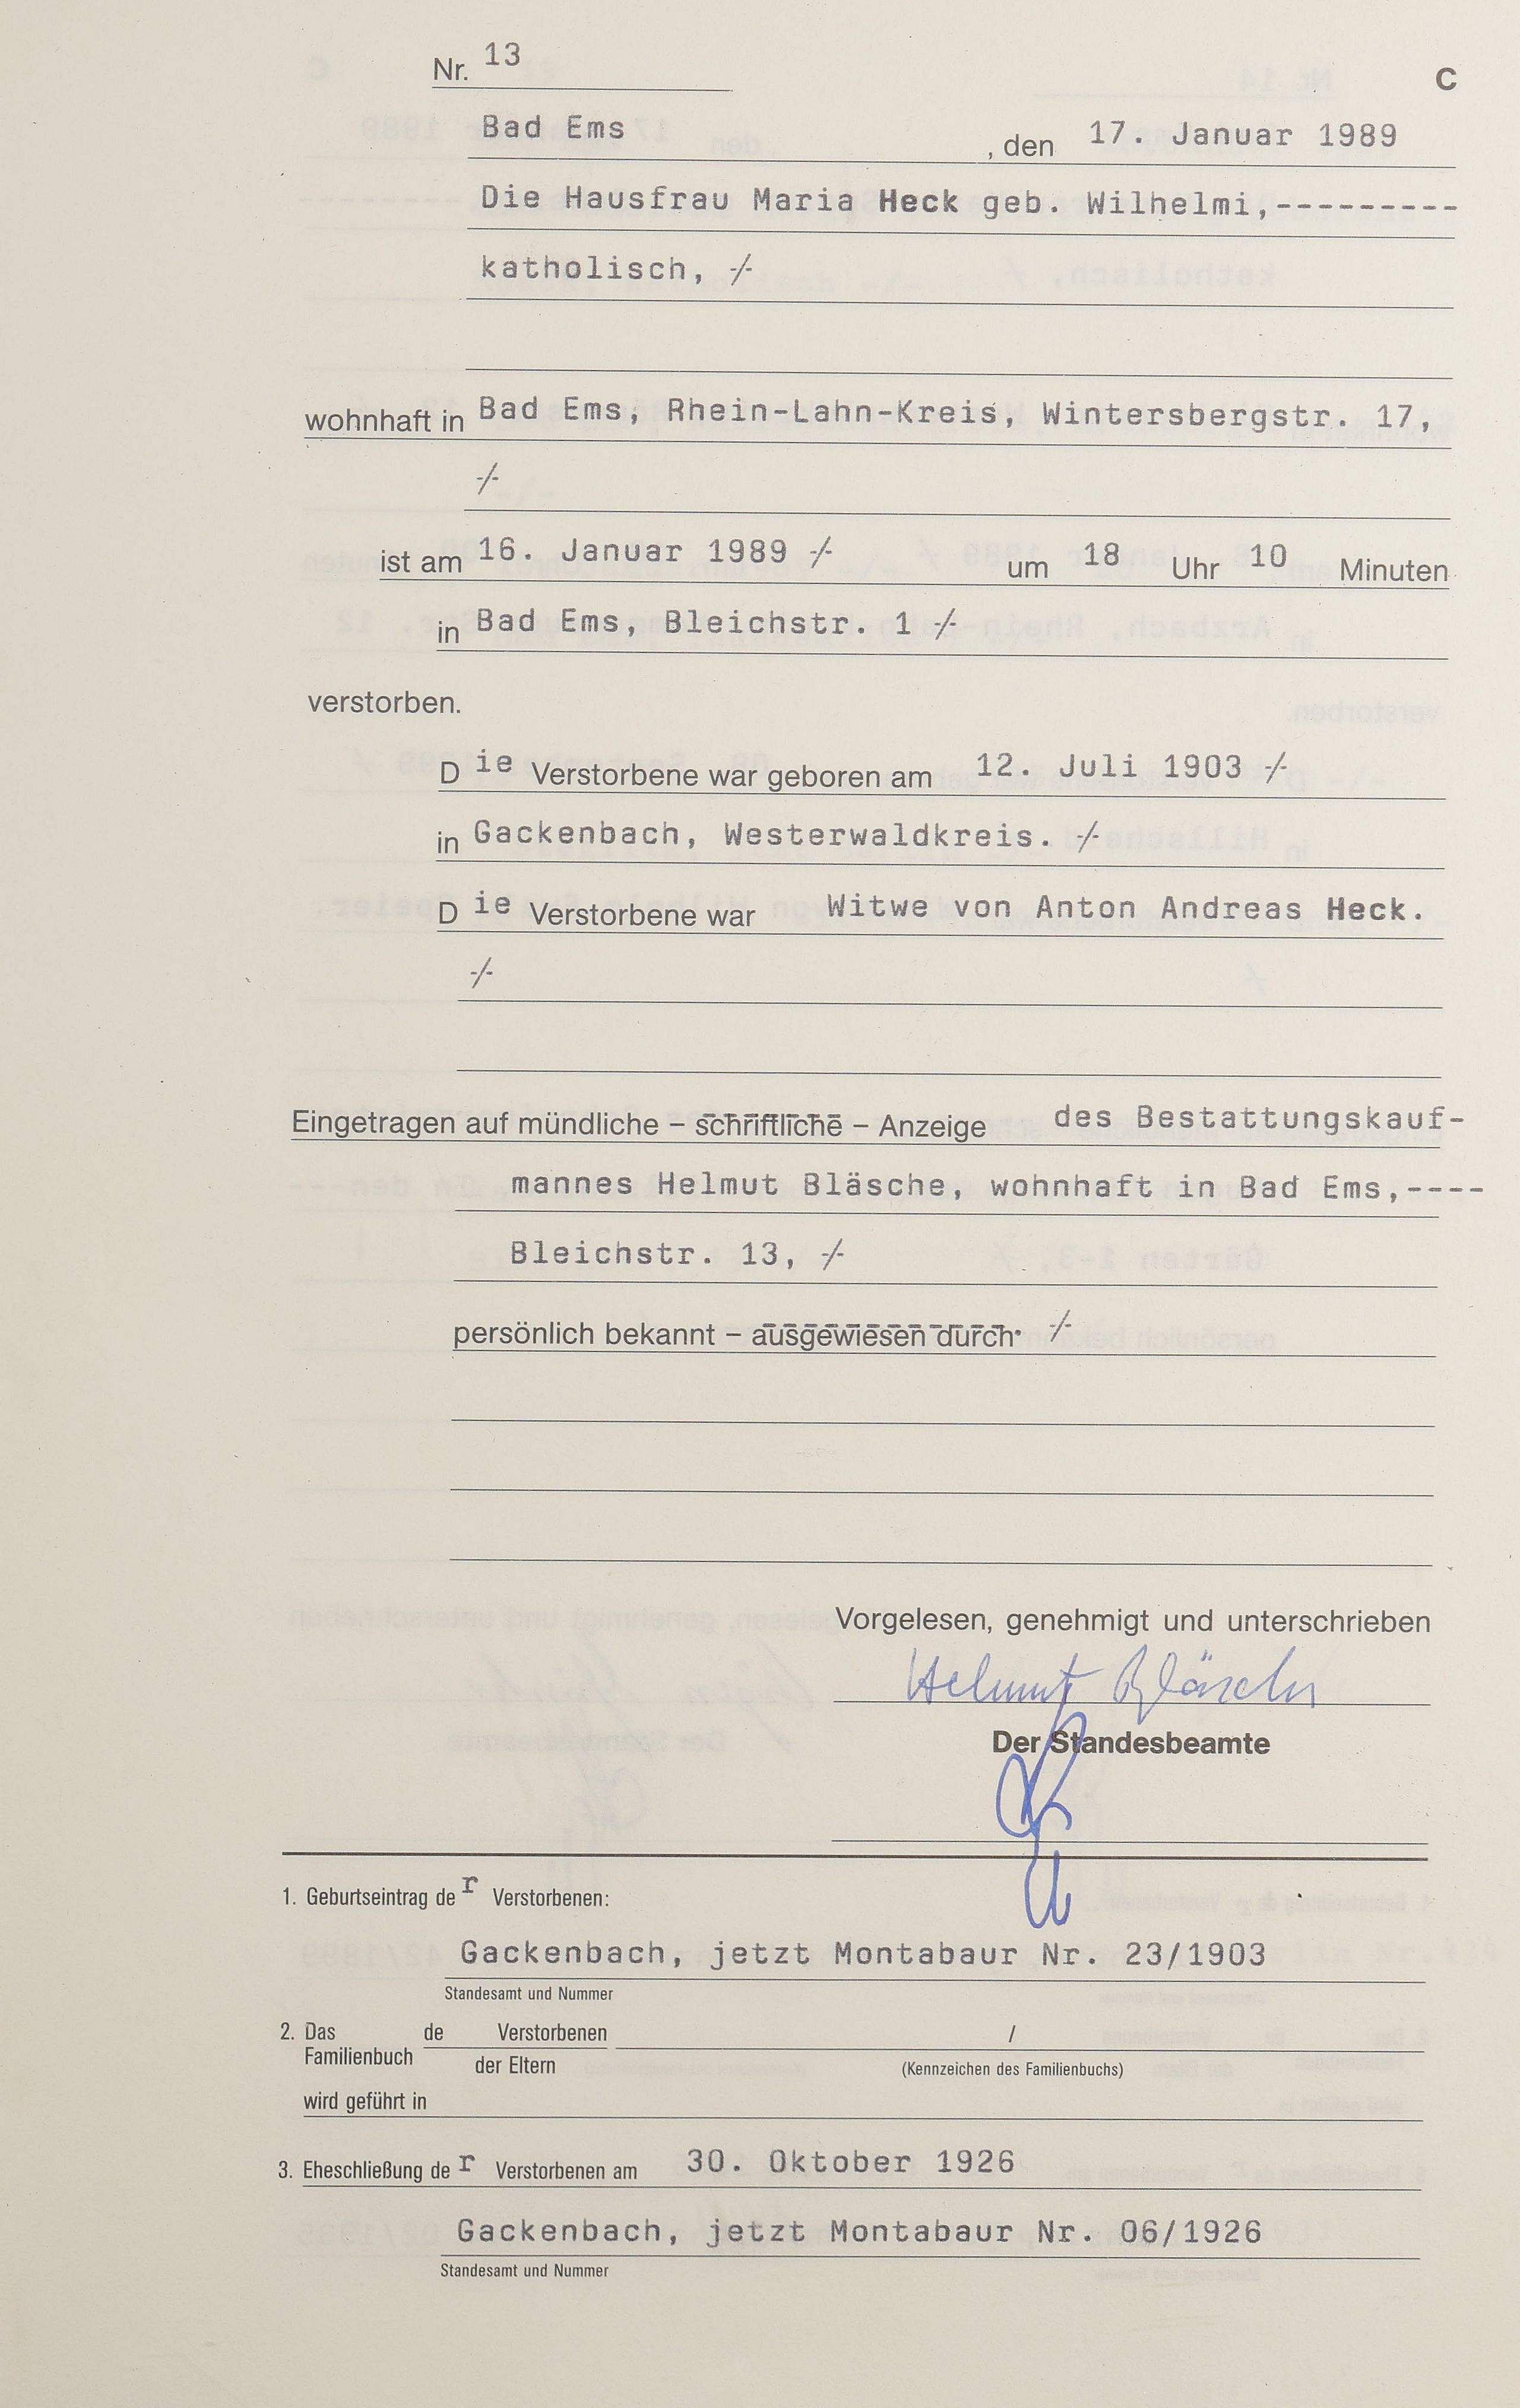 Nr. 13
C
Bad Ems , den 17. Januar 1989
Die Hausfrau Maria Heck geb. Wilhelmi,---------
katholisch, -/-
wohnhaft in Bad Ems, Rhein-Lahn-Kreis, Wintersbergstr. 17,
-/-
ist am 16. Januar 1989 -/- um 18 Uhr 10 Minuten
in Bad Ems, Bleichstr. 1 -/-
verstorben.
Die Verstorbene war geboren am 12. Juli 1903 -/-
in Gackenbach, Westerwaldkreis. -/-
Die Verstorbene war Witwe von Anton Andreas Heck.
-/-
Eingetragen auf mündliche – schriftliche – Anzeige des Bestattungskauf-
mannes Helmut Bläsche, wohnhaft in Bad Ems,----
Bleichstr. 13, -/-
persönlich bekannt – ausgewiesen durch -/-
Vorgelesen, genehmigt und unterschrieben
Helmut Bläsche
Der Standesbeamte
1. Geburtseintrag der Verstorbenen:
Gackenbach, jetzt Montabaur Nr. 23/1903
Standesamt und Nummer
2. Das de Verstorbenen /
Familienbuch der Eltern (Kennzeichen des Familienbuchs)
wird geführt in
3. Eheschließung der Verstorbenen am 30. Oktober 1926
Gackenbach, jetzt Montabaur Nr. 06/1926
Standesamt und Nummer